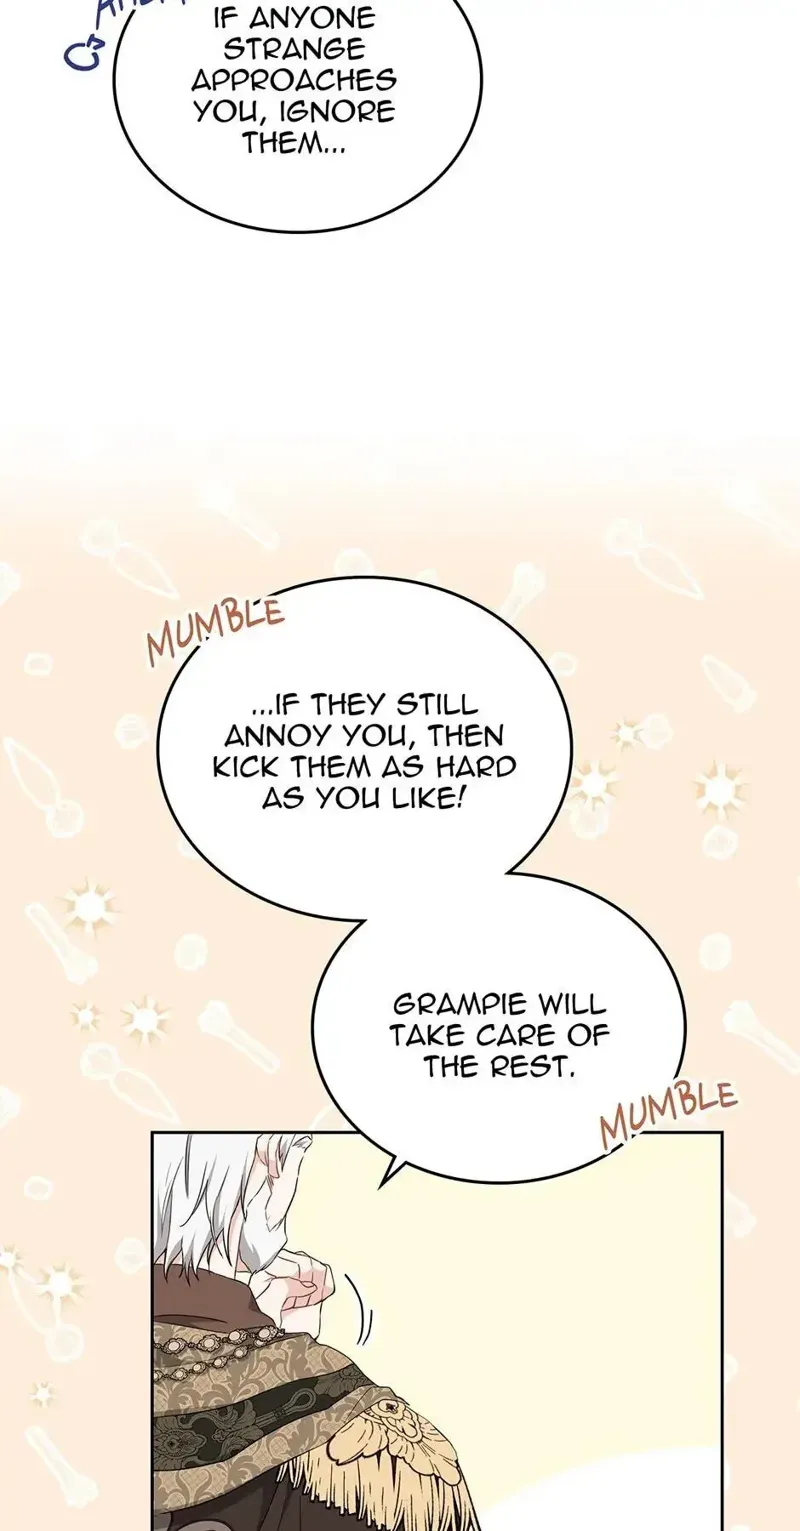 IF ANYONE
STRANGE
APPROACHES
YOU, IGNORE
THEM...
MUMBLE
...IF THEY STILL
ANNOY YOU, THEN
KICK THEM AS HARD
AS YOU LIKE!
GRAMPIE WILL
TAKE CARE OF
THE REST.
MUMBLE